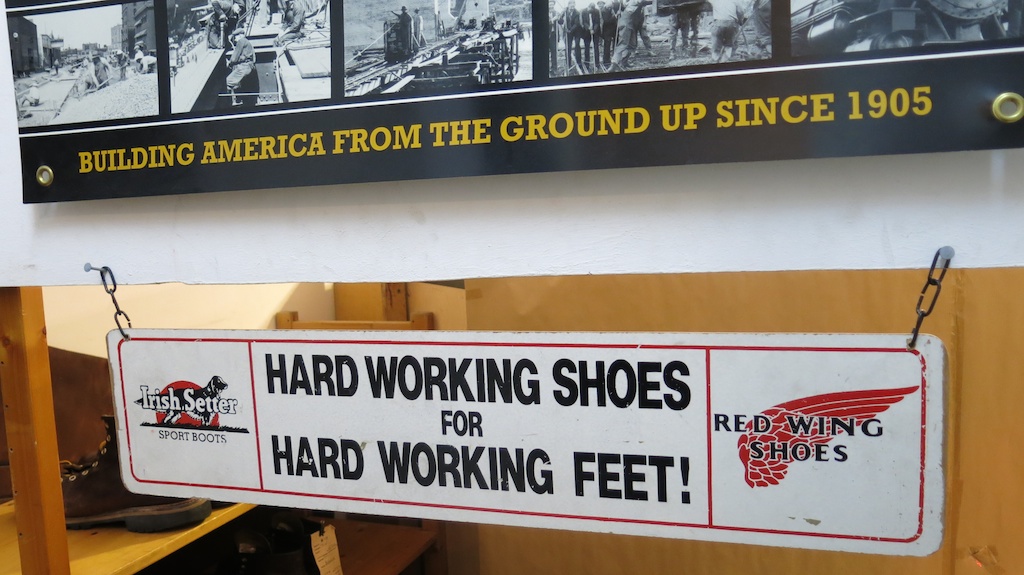 BUILDING AMERICA FROM THE GROUND UP SINCE 1905
Irish Setter
SPORT BOOTS
HARD WORKING SHOES
FOR
HARD WORKING FEET!
RED WING
SHOES